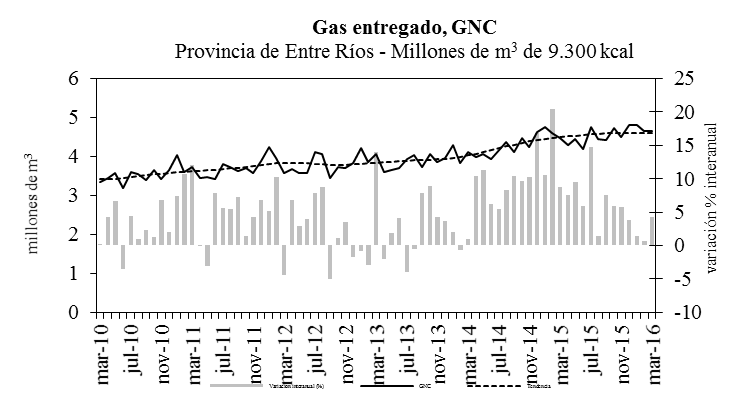 Gas entregado, GNC
Provincia de Entre Ríos - Millones de m³ de 9.300 kcal
millones de m³
6
5
4
3
2
1
0
25
20
15
10
5
0
-5
-10
variación % interanual
mar-10
jul-10
nov-10
mar-11
jul-11
nov-11
mar-12
jul-12
nov-12
mar-13
jul-13
nov-13
mar-14
jul-14
nov-14
mar-15
jul-15
nov-15
mar-16
Variación interanual (%)
GNC
Tendencia